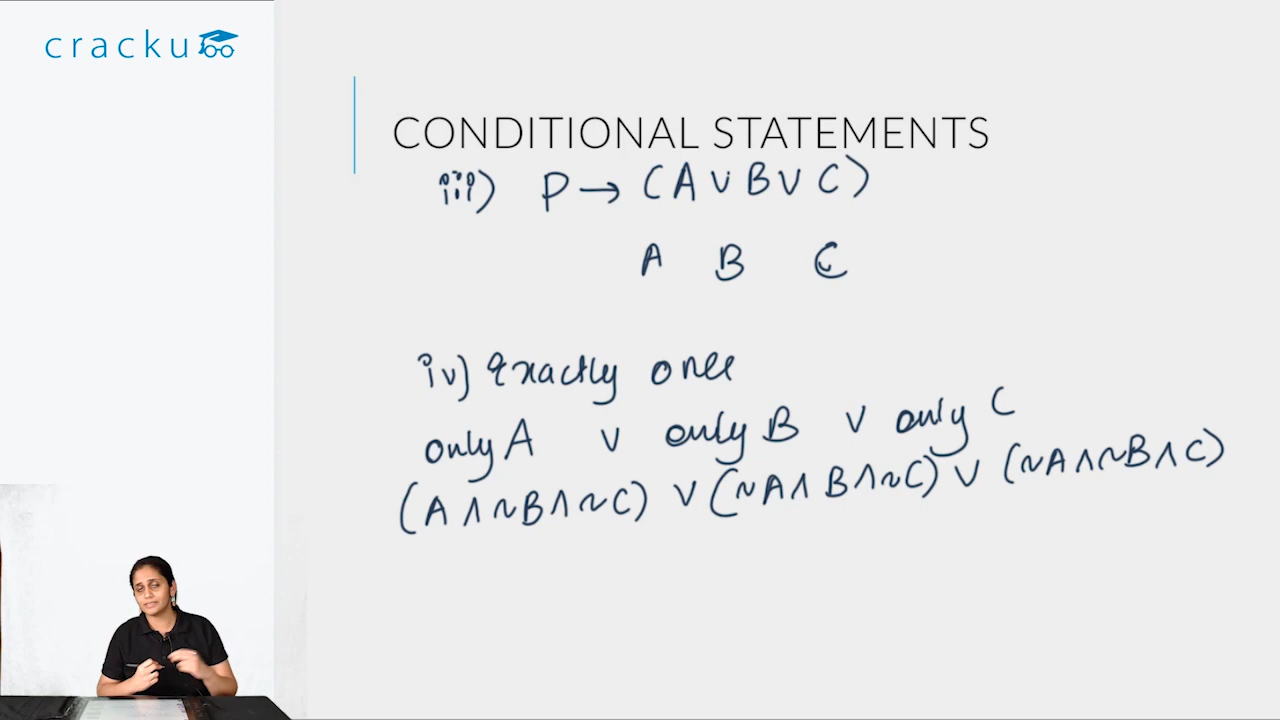 cracku
CONDITIONAL STATEMENTS
iii) P → (A ∨ B ∨ C)
A B C
iv) Exactly one
only A ∨ only B ∨ only C
(A ∧ ~B ∧ ~C) ∨ (~A ∧ B ∧ ~C) ∨ (~A ∧ ~B ∧ C)